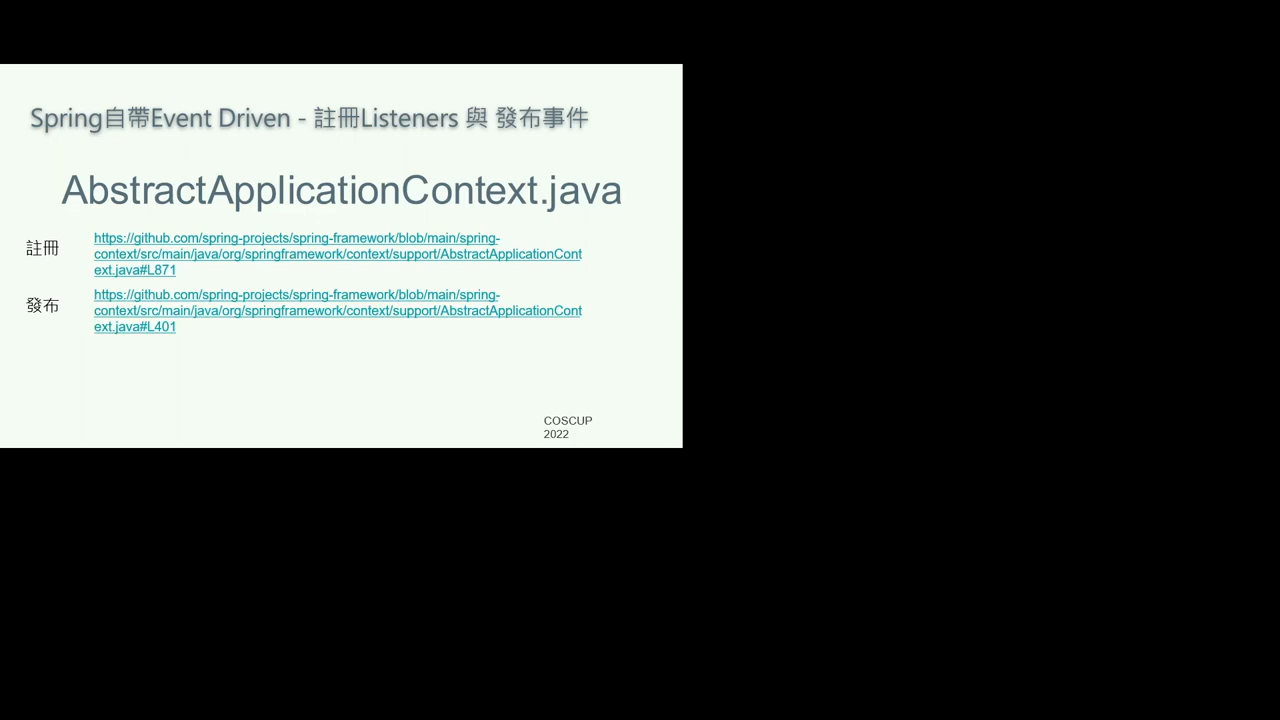 Spring自帶Event Driven - 註冊Listeners 與 發布事件
AbstractApplicationContext.java
註冊
https://github.com/spring-projects/spring-framework/blob/main/spring-
context/src/main/java/org/springframework/context/support/AbstractApplicationCont
ext.java#L871
發布
https://github.com/spring-projects/spring-framework/blob/main/spring-
context/src/main/java/org/springframework/context/support/AbstractApplicationCont
ext.java#L401
COSCUP
2022